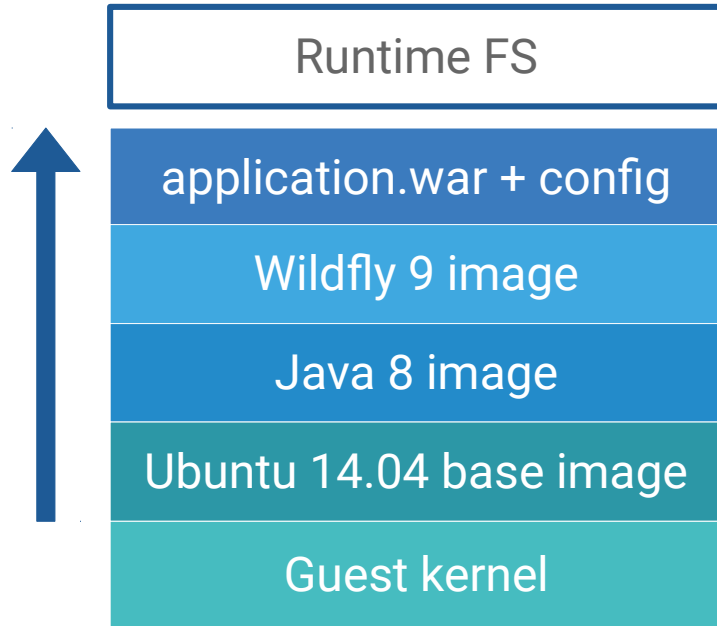 Runtime FS
application.war + config
Wildfly 9 image
Java 8 image
Ubuntu 14.04 base image
Guest kernel